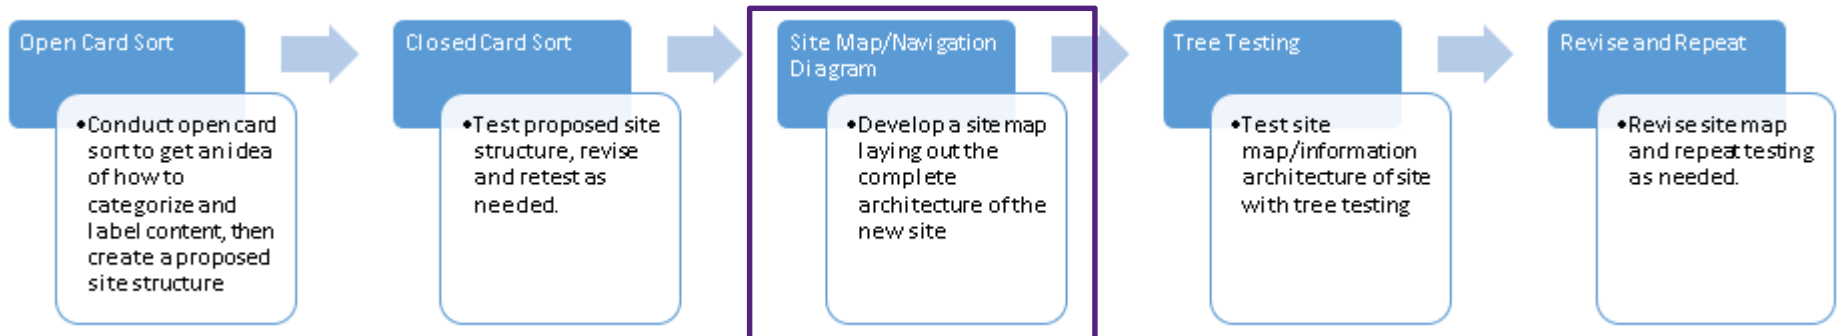 Open Card Sort
•Conduct open card
sort to get an idea
of how to
categorize and
label content, then
create a proposed
site structure
Closed Card Sort
•Test proposed site
structure, revise
and retest as
needed.
Site Map/Navigation
Diagram
•Develop a site map
laying out the
complete
architecture of the
new site
Tree Testing
•Test site
map/information
architecture of site
with tree testing
Revise and Repeat
•Revise site map
and repeat testing
as needed.